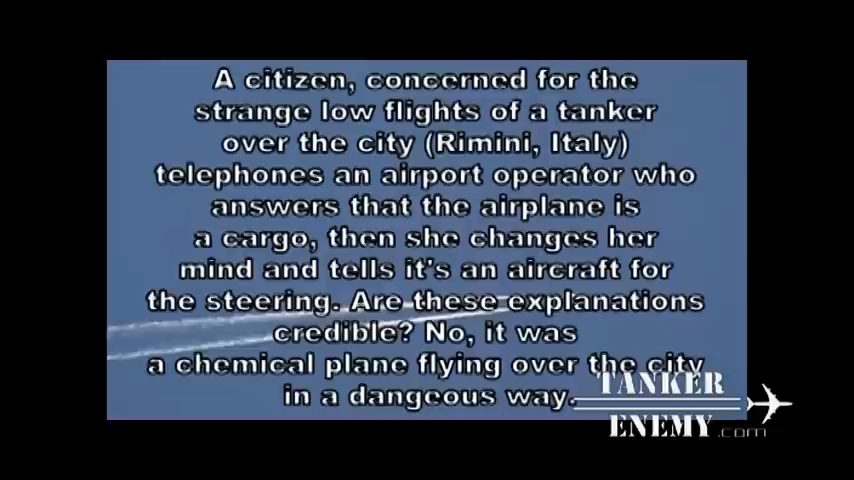 A citizen, concerned for the
strange low flights of a tanker
over the city (Rimini, Italy)
telephones an airport operator who
answers that the airplane is
a cargo, then she changes her
mind and tells it's an aircraft for
the steering. Are these explanations
credible? No, it was
a chemical plane flying over the city
in a dangeous way.
TANKER
ENEMY.com